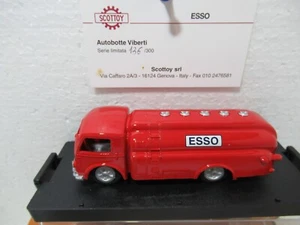 SCOTTOY
ESSO
Autobotte Viberti
Serie limitata 125 /300
Scottoy srl
Via Caffaro 2A/3 - 16124 Genova - Italy - Fax 010 2476581
ESSO